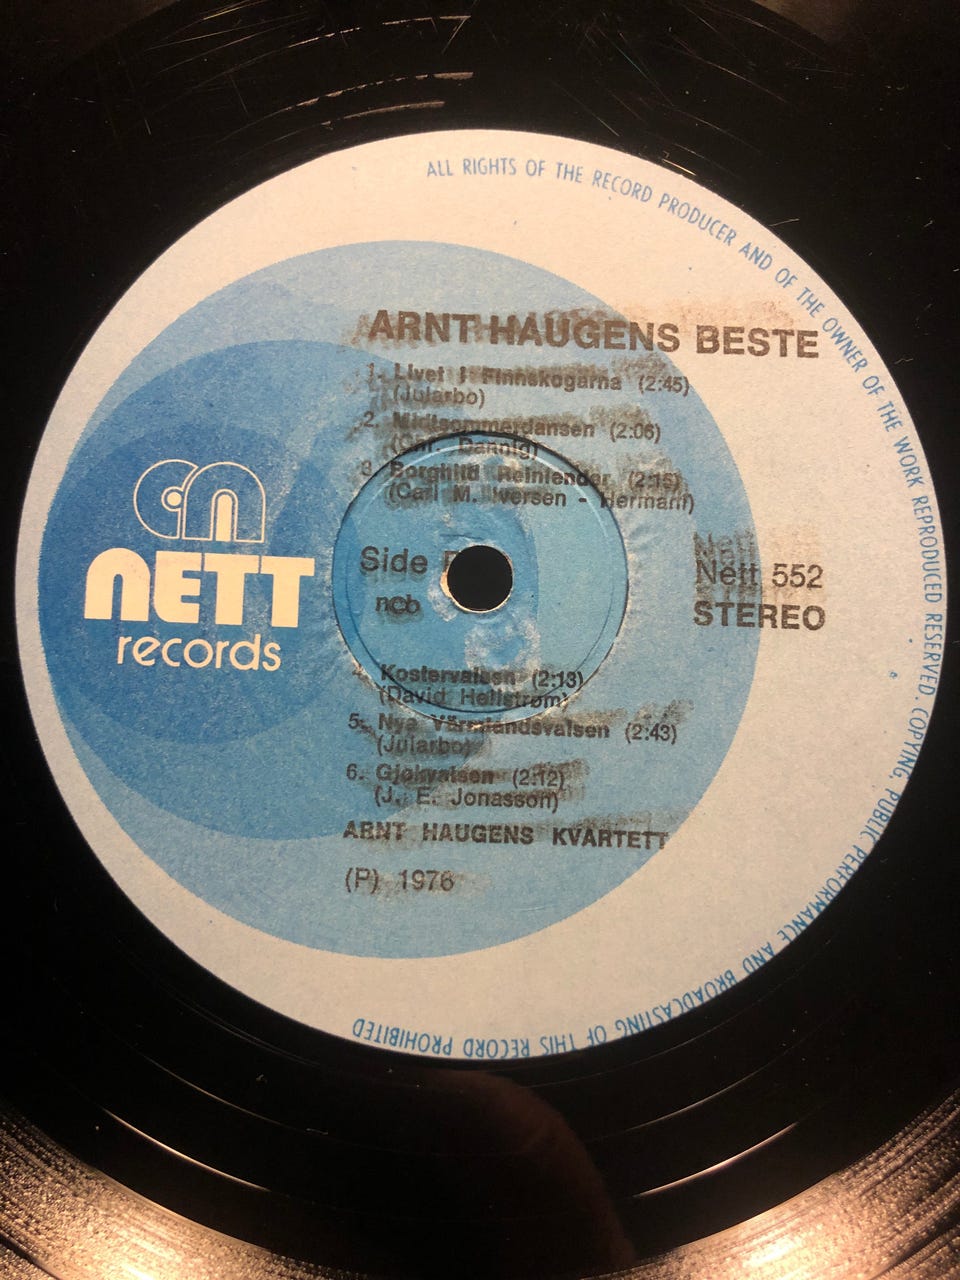 ALL RIGHTS OF THE RECORD PRODUCER AND OF THE OWNER OF THE WORK REPRODUCED RESERVED. COPYING, PUBLIC PERFORMANCE AND BROADCASTING OF THIS RECORD PROHIBITED
ARNT HAUGENS BESTE
1. Livet i Finnskogarna (2:45)
(Jularbo)
2. Midtsommerdansen (2:06)
(Chr. Dannig)
3. Borghild Reinlender (2:15)
(Carl M. Iversen - Hermann)
NETT
records
Side
ncb
Nett 552
STEREO
4. Kostervalsen (2:13)
(David Hellstrøm)
5. Nya Värmlandsvalsen (2:43)
(Jularbo)
6. Gjøkvalsen (2:12)
(J. E. Jonasson)
ARNT HAUGENS KVARTETT
(P) 1976